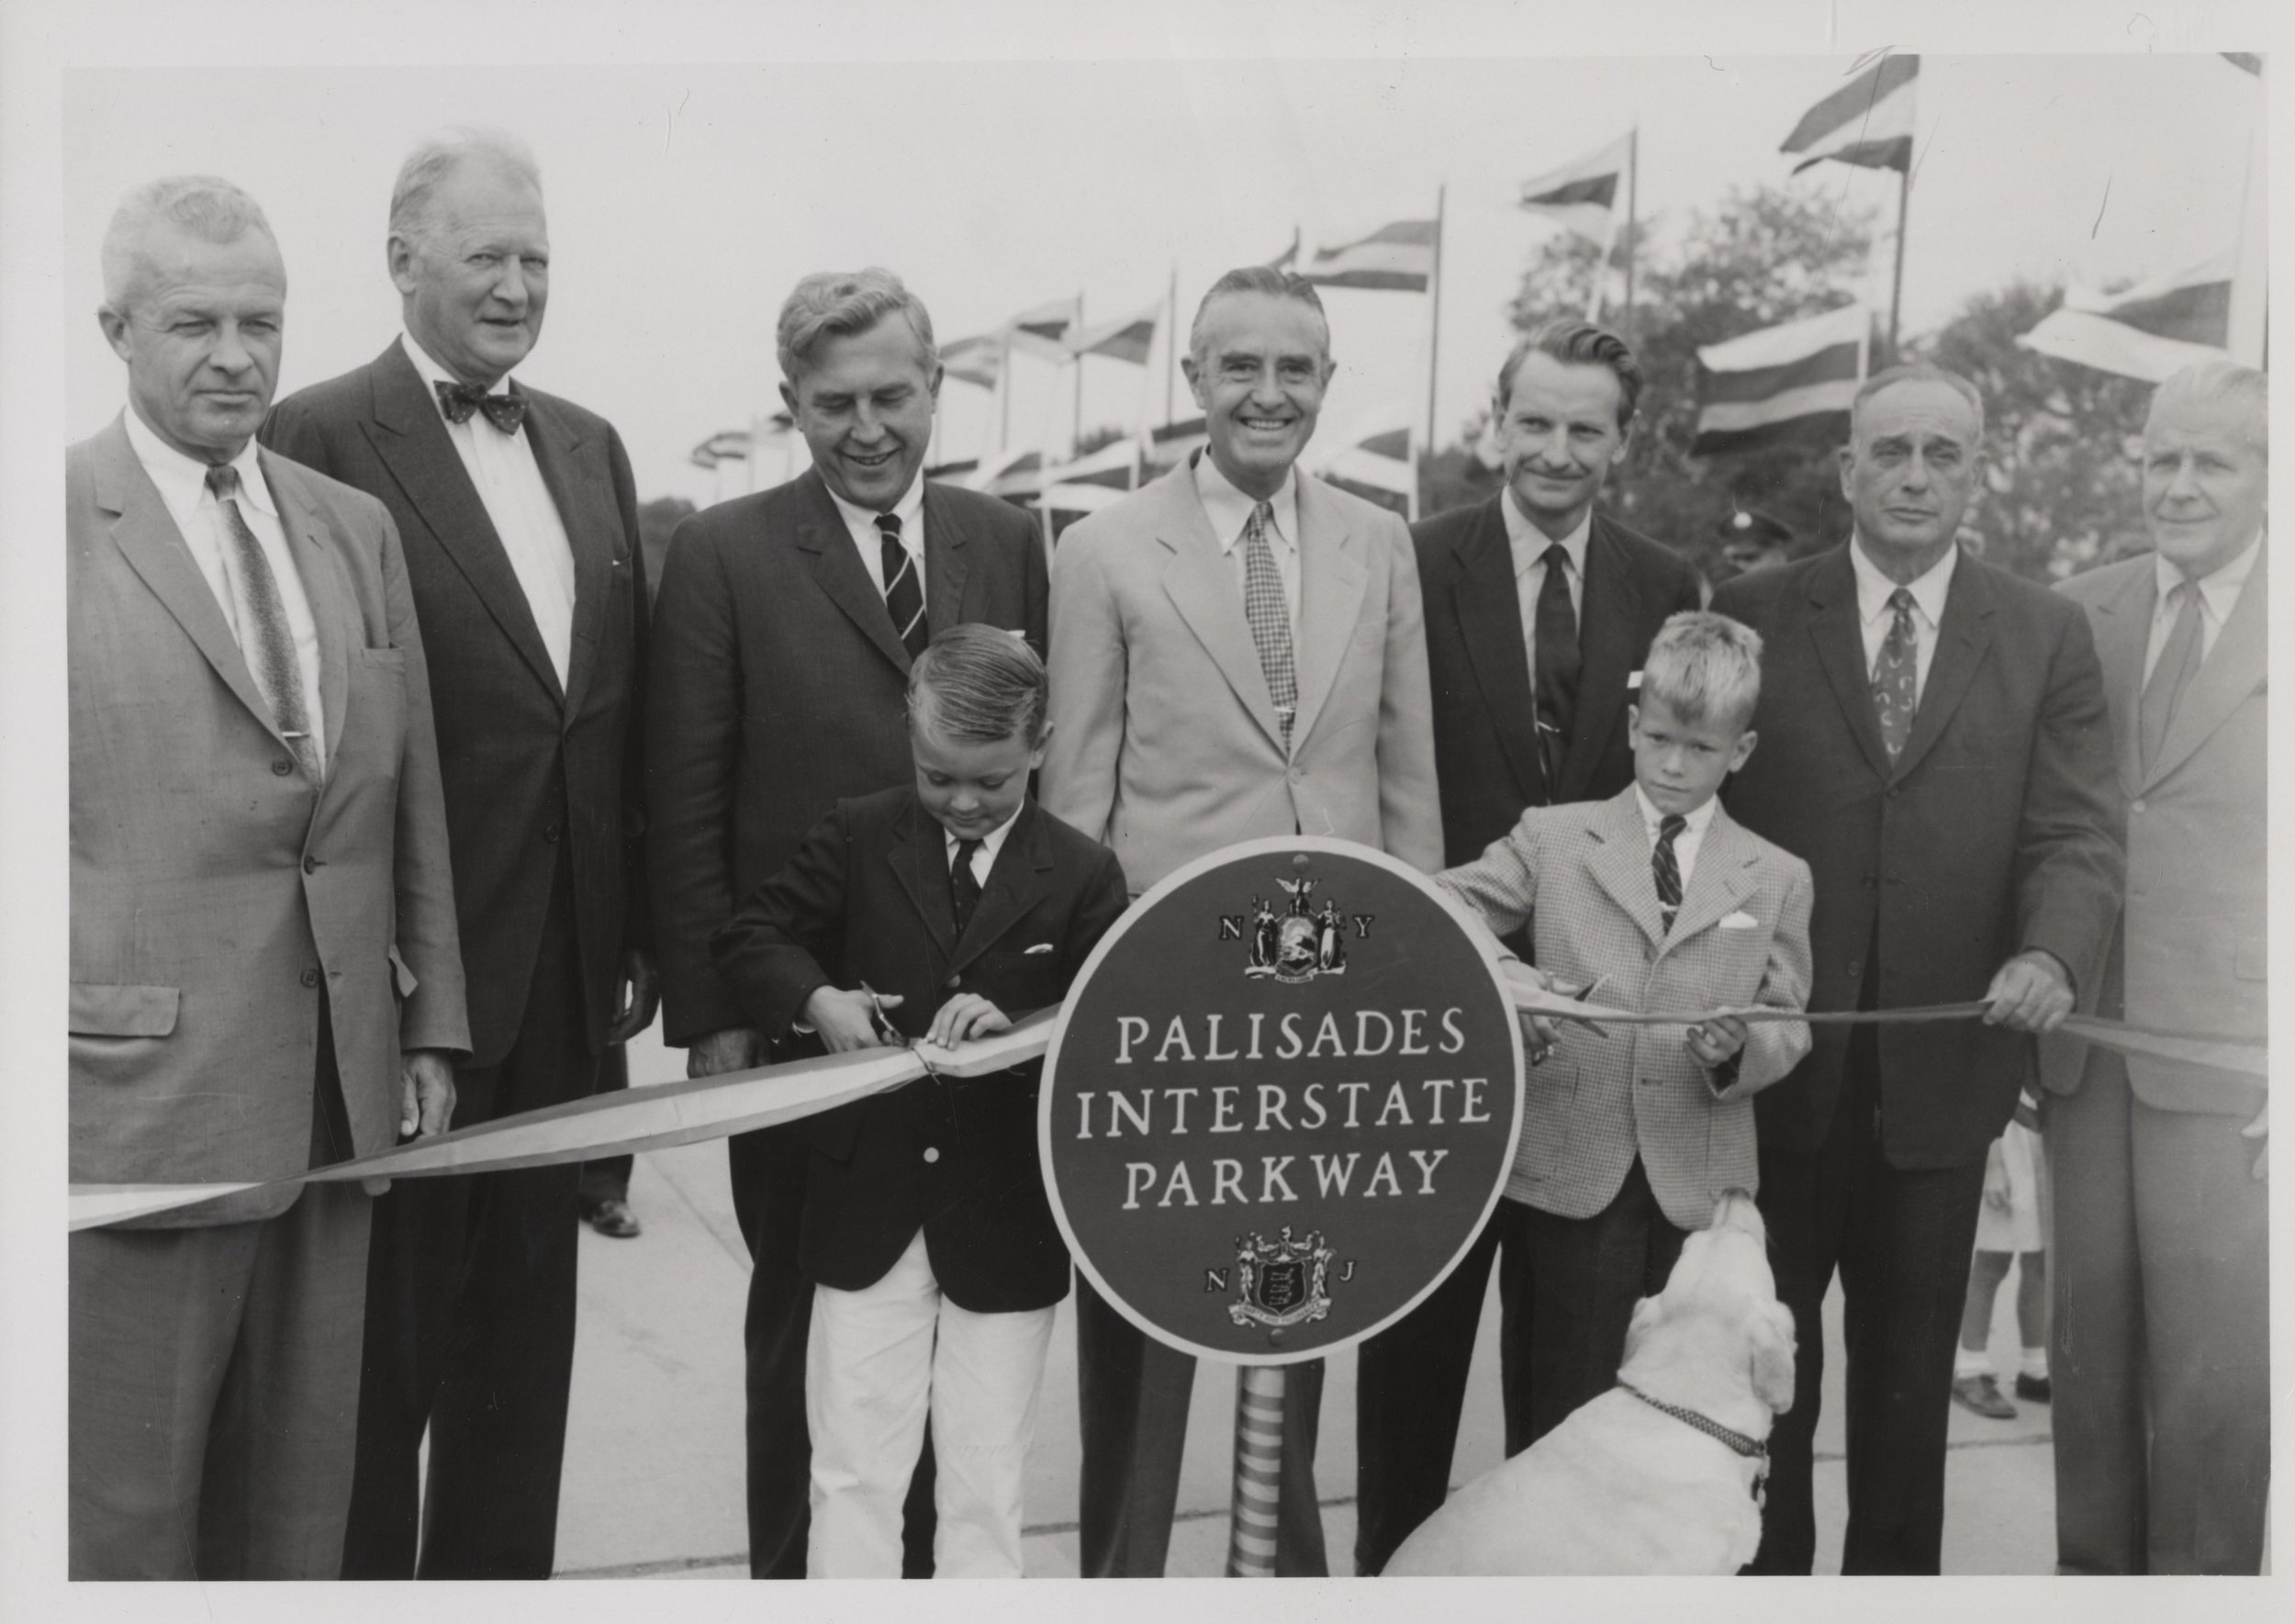 N Y
PALISADES
INTERSTATE
PARKWAY
N J